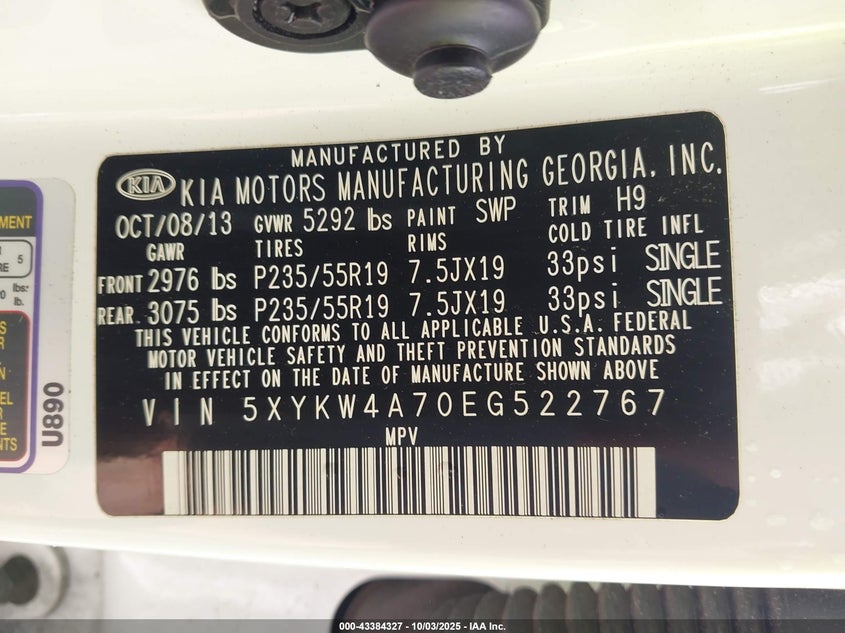 MANUFACTURED BY
KIA KIA MOTORS MANUFACTURING GEORGIA, INC.
OCT/08/13 GVWR 5292 lbs PAINT SWP TRIM H9
GAWR TIRES RIMS COLD TIRE INFL
FRONT 2976 lbs P235/55R19 7.5JX19 33psi SINGLE
REAR. 3075 lbs P235/55R19 7.5JX19 33psi SINGLE
THIS VEHICLE CONFORMS TO ALL APPLICABLE U.S.A. FEDERAL
MOTOR VEHICLE SAFETY AND THEFT PREVENTION STANDARDS
IN EFFECT ON THE DATE OF MANUFACTURE SHOWN ABOVE
VIN 5XYKW4A70EG522767
MPV
U890
5
lbs:
lb.
000-43384327 - 10/03/2025 - IAA Inc.